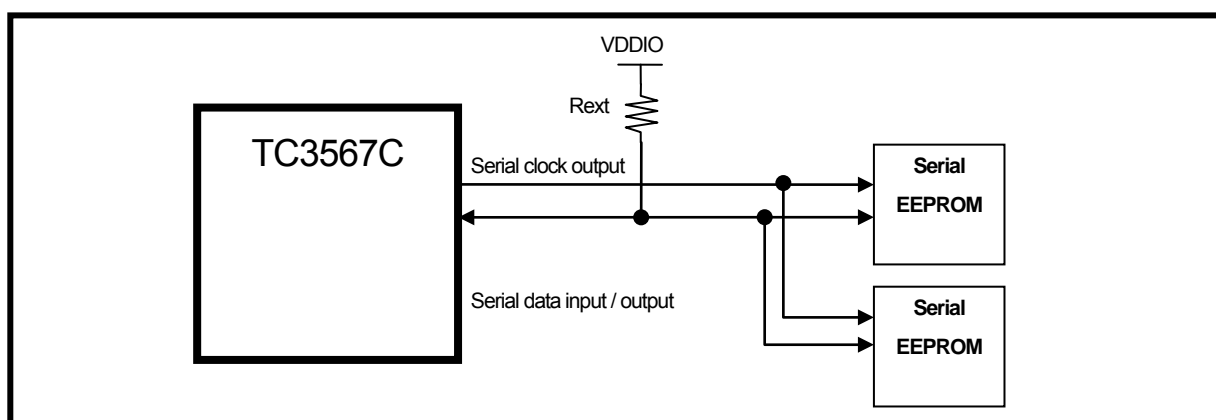 VDDIO
Rext
TC3567C
Serial clock output
Serial
EEPROM
Serial data input / output
Serial
EEPROM